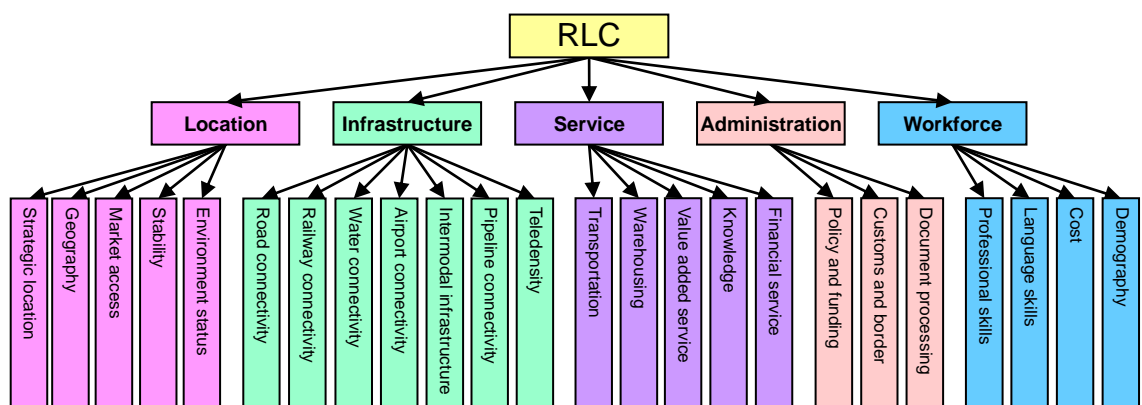 RLC
Location
Infrastructure
Service
Administration
Workforce
Strategic location
Geography
Market access
Stability
Environment status
Road connectivity
Railway connectivity
Water connectivity
Airport connectivity
Intermodal infrastructure
Pipeline connectivity
Teledensity
Transportation
Warehousing
Value added service
Knowledge
Financial service
Policy and funding
Customs and border
Document processing
Professional skills
Language skills
Cost
Demography